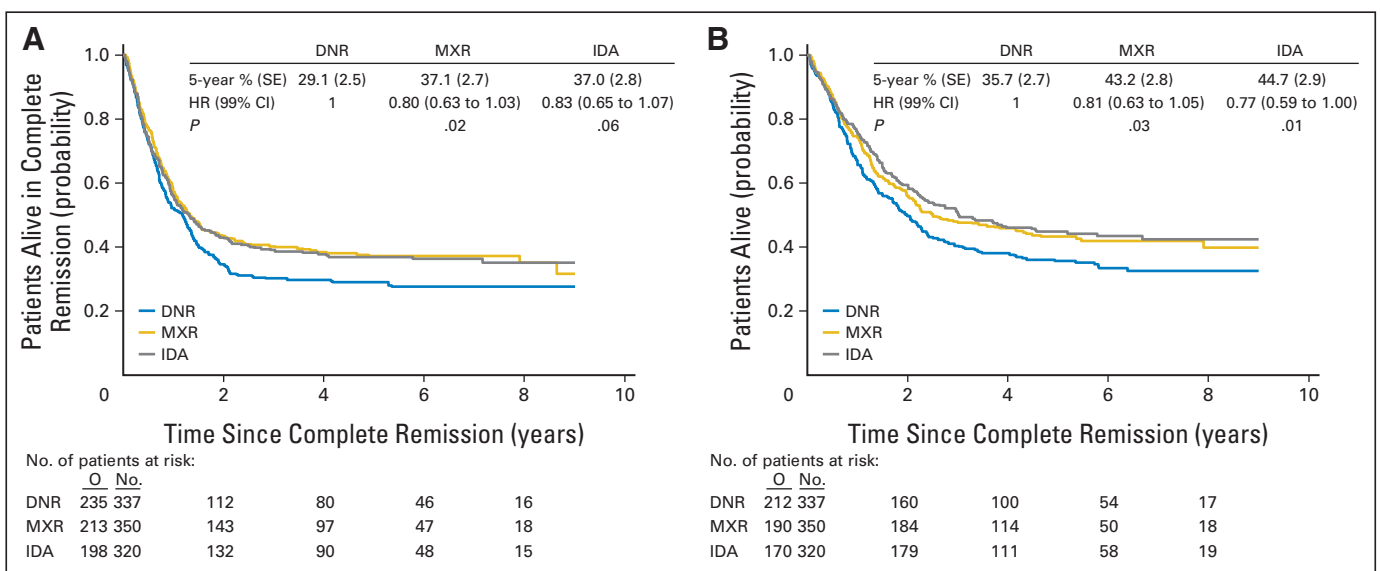 A
DNR MXR IDA
5-year % (SE) 29.1 (2.5) 37.1 (2.7) 37.0 (2.8)
HR (99% CI) 1 0.80 (0.63 to 1.03) 0.83 (0.65 to 1.07)
P .02 .06
Patients Alive in Complete
Remission (probability)
1.0
0.8
0.6
0.4
0.2
DNR
MXR
IDA
0 2 4 6 8 10
Time Since Complete Remission (years)
No. of patients at risk:
O No.
DNR 235 337 112 80 46 16
MXR 213 350 143 97 47 18
IDA 198 320 132 90 48 15
B
DNR MXR IDA
5-year % (SE) 35.7 (2.7) 43.2 (2.8) 44.7 (2.9)
HR (99% CI) 1 0.81 (0.63 to 1.05) 0.77 (0.59 to 1.00)
P .03 .01
Patients Alive (probability)
1.0
0.8
0.6
0.4
0.2
DNR
MXR
IDA
0 2 4 6 8 10
Time Since Complete Remission (years)
No. of patients at risk:
O No.
DNR 212 337 160 100 54 17
MXR 190 350 184 114 50 18
IDA 170 320 179 111 58 19